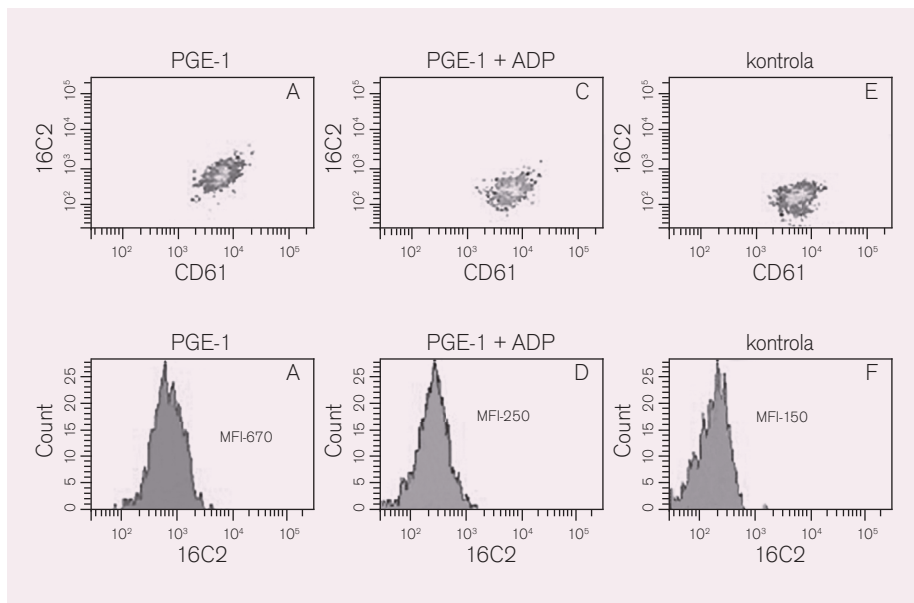 PGE-1
A
16C2
10⁵
10⁴
10³
10²
10² 10³ 10⁴ 10⁵
CD61
PGE-1 + ADP
C
16C2
10⁵
10⁴
10³
10²
10² 10³ 10⁴ 10⁵
CD61
kontrola
E
16C2
10⁵
10⁴
10³
10²
10² 10³ 10⁴ 10⁵
CD61
PGE-1
A
Count
25
20
15
10
5
0
MFI-670
10² 10³ 10⁴ 10⁵
16C2
PGE-1 + ADP
D
Count
25
20
15
10
5
0
MFI-250
10² 10³ 10⁴ 10⁵
16C2
kontrola
F
Count
25
20
15
10
5
0
MFI-150
10² 10³ 10⁴ 10⁵
16C2